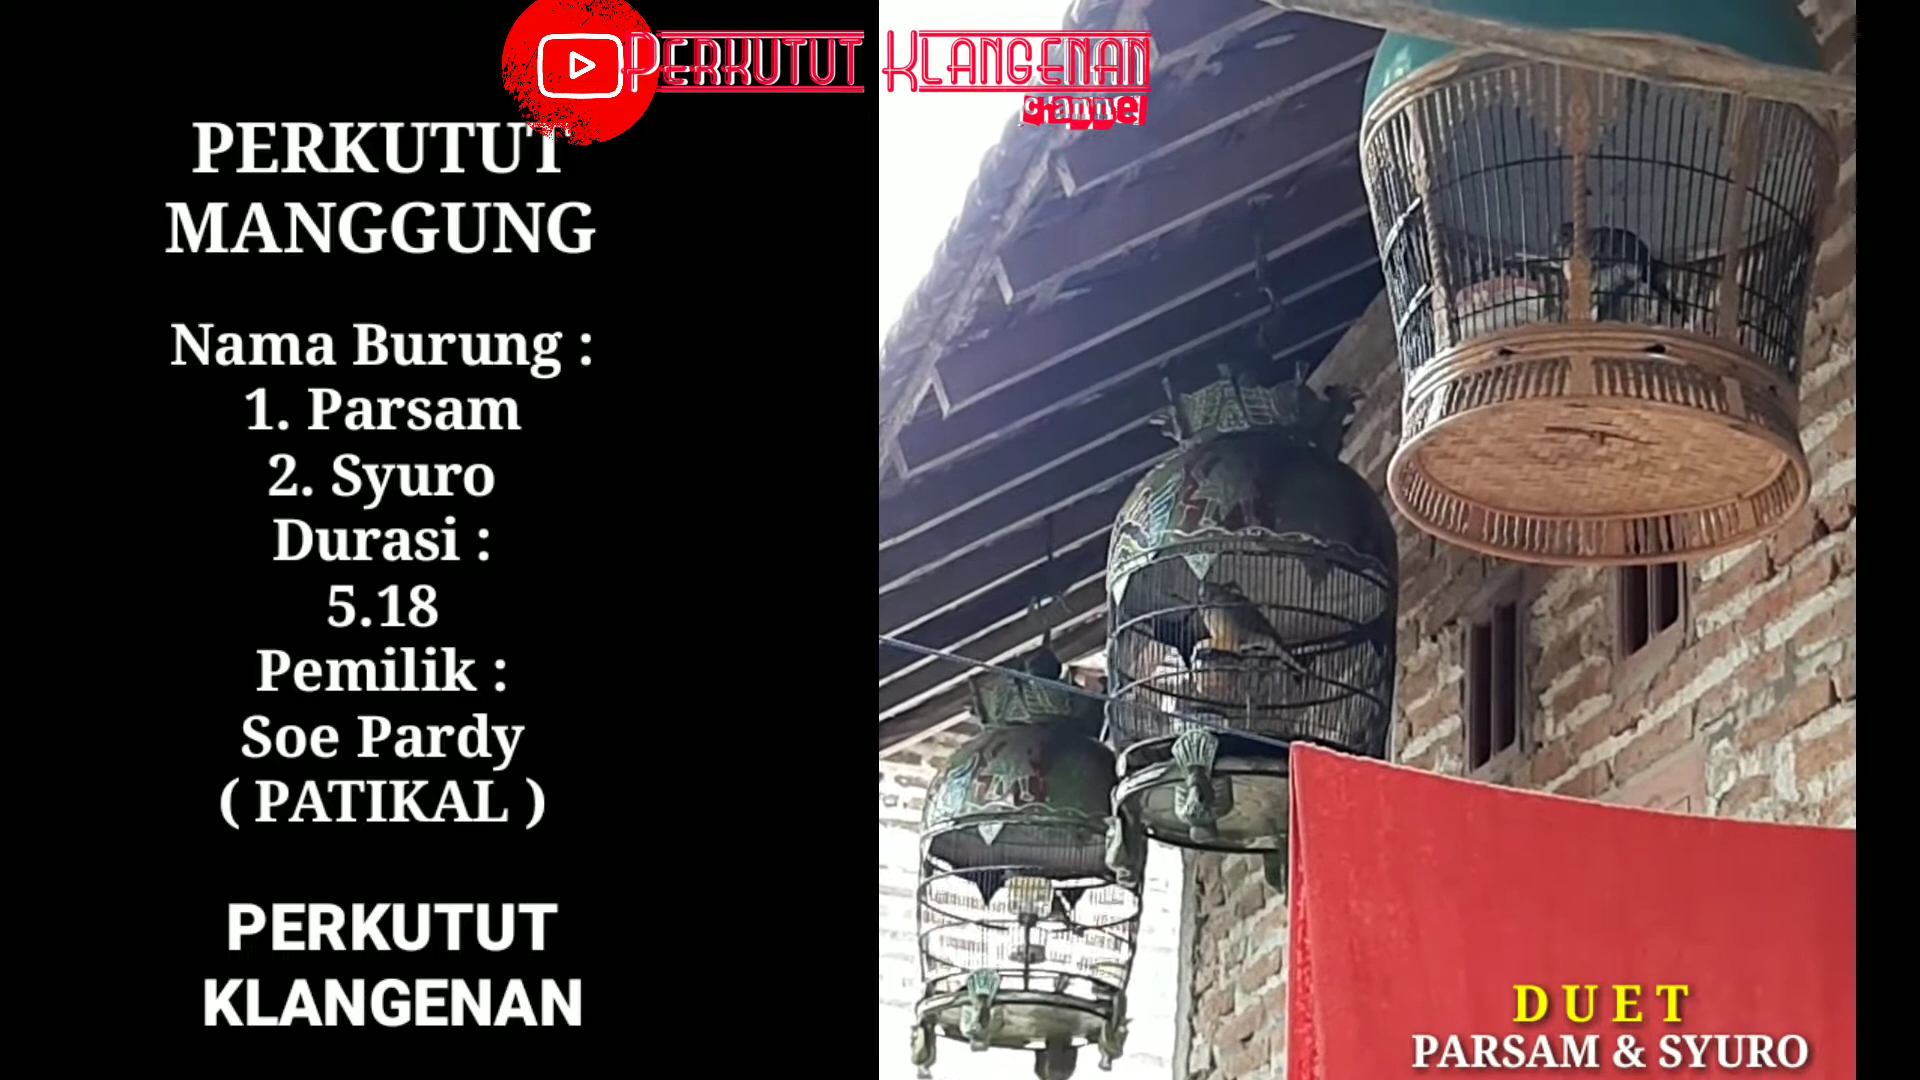 PERKUTUT KLANGENAN
Channel
PERKUTUT
MANGGUNG
Nama Burung :
1. Parsam
2. Syuro
Durasi :
5.18
Pemilik :
Soe Pardy
( PATIKAL )
PERKUTUT
KLANGENAN
DUET
PARSAM & SYURO